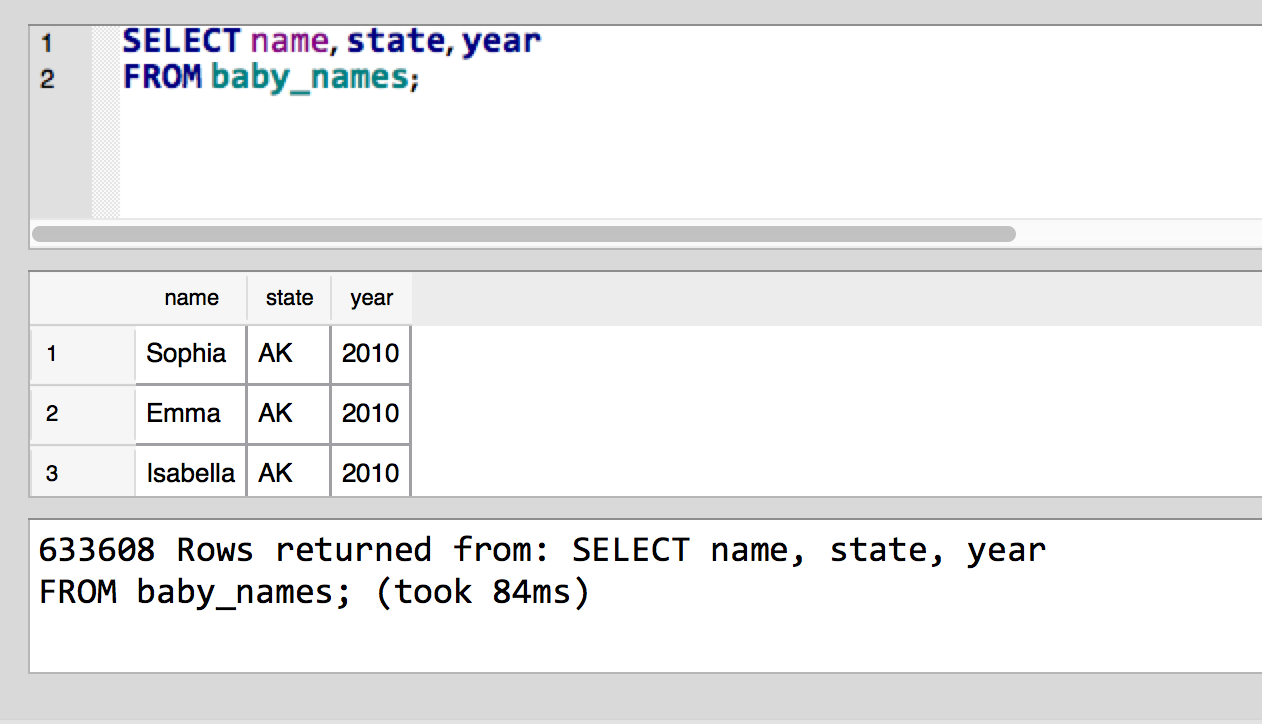 1 SELECT name, state, year
2 FROM baby_names;
name state year
1 Sophia AK 2010
2 Emma AK 2010
3 Isabella AK 2010
633608 Rows returned from: SELECT name, state, year
FROM baby_names; (took 84ms)